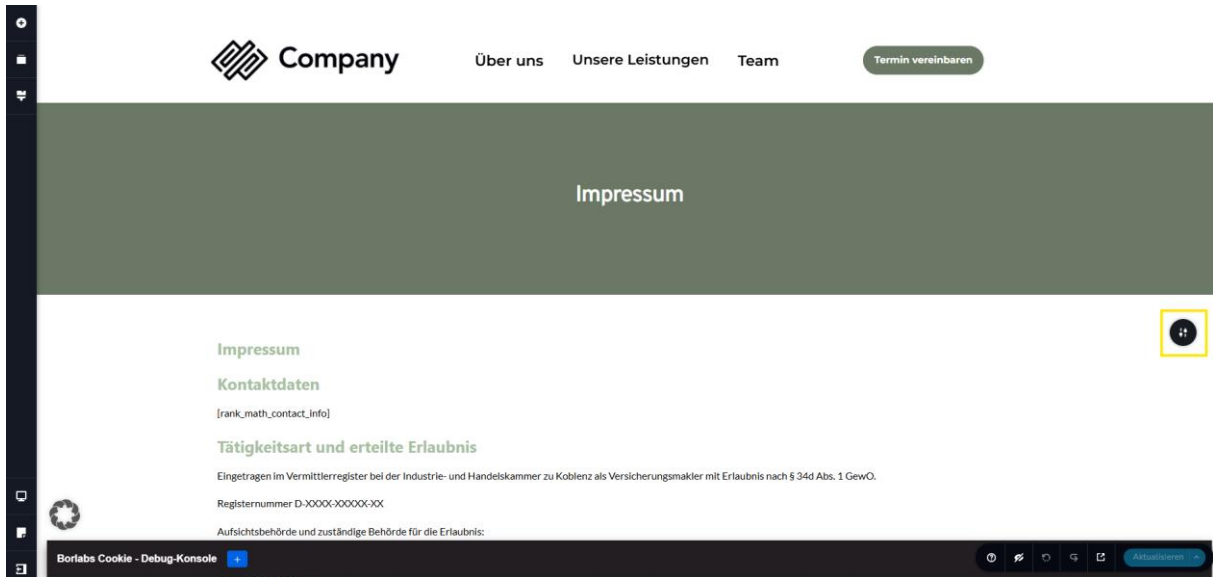 Company
Über uns Unsere Leistungen Team
Termin vereinbaren
Impressum
Impressum
Kontaktdaten
[rank_math_contact_info]
Tätigkeitsart und erteilte Erlaubnis
Eingetragen im Vermittlerregister bei der Industrie- und Handelskammer zu Koblenz als Versicherungsmakler mit Erlaubnis nach § 34d Abs. 1 GewO.
Registernummer D-XXXX-XXXXX-XX
Aufsichtsbehörde und zuständige Behörde für die Erlaubnis:
Borlabs Cookie - Debug-Konsole +
Aktualisieren